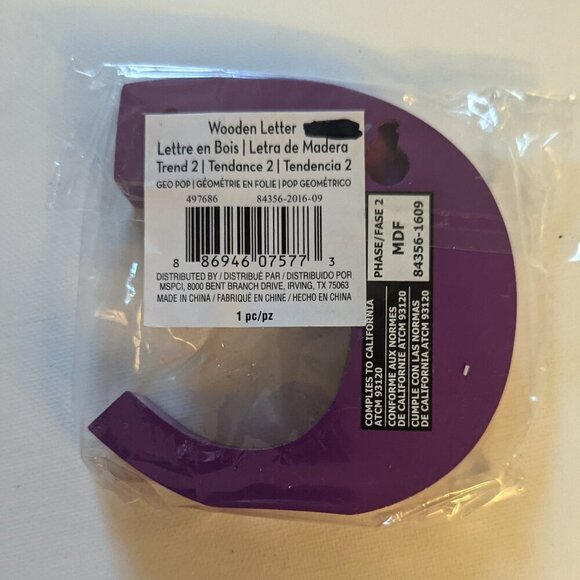 Wooden Letter
Lettre en Bois | Letra de Madera
Trend 2 | Tendance 2 | Tendencia 2
GEO POP | GÉOMÉTRIE EN FOLIE | POP GEOMÉTRICO
497686 84356-2016-09
8 86946 07577 3
DISTRIBUTED BY / DISTRIBUÉ PAR / DISTRIBUIDO POR
MSPCI, 8000 BENT BRANCH DRIVE, IRVING, TX 75063
MADE IN CHINA / FABRIQUÉ EN CHINE / HECHO EN CHINA
1 pc/pz
PHASE/FASE 2
MDF
84356-1609
COMPLIES TO CALIFORNIA
ATCM 93120
CONFORME AUX NORMES
DE CALIFORNIE ATCM 93120
CUMPLE CON LAS NORMAS
DE CALIFORNIA ATCM 93120